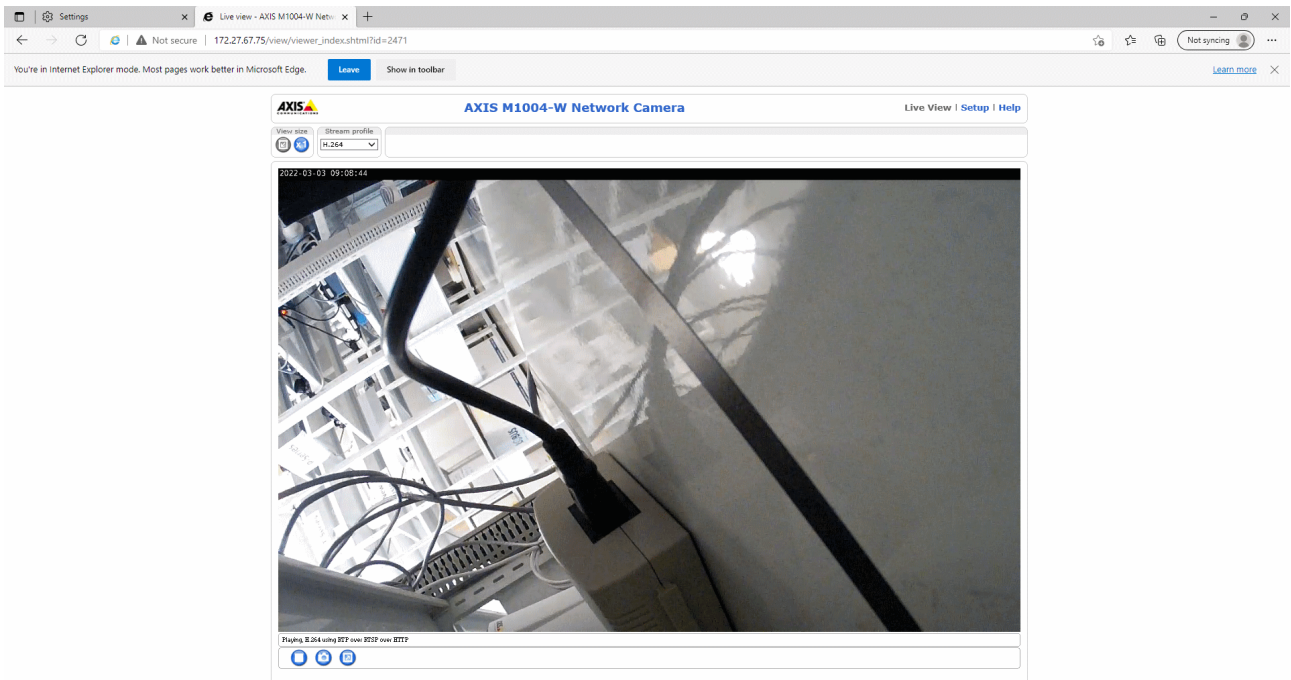 Settings
Live view - AXIS M1004-W Netw
Not secure 172.27.67.75/view/viewer_index.shtml?id=2471
Not syncing
You're in Internet Explorer mode. Most pages work better in Microsoft Edge. Leave Show in toolbar Learn more
AXIS
COMMUNICATIONS
AXIS M1004-W Network Camera
Live View | Setup | Help
View size Stream profile
H.264
2022-03-03 09:08:44
Playing, H.264 using RTP over RTSP over HTTP